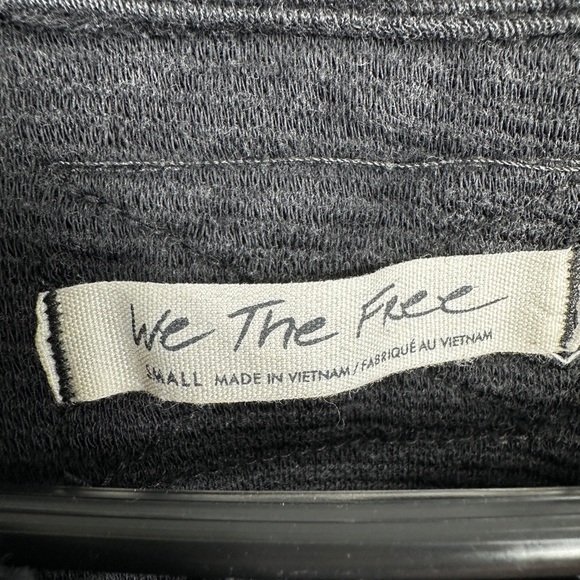 We The Free
SMALL MADE IN VIETNAM / FABRIQUÉ AU VIETNAM